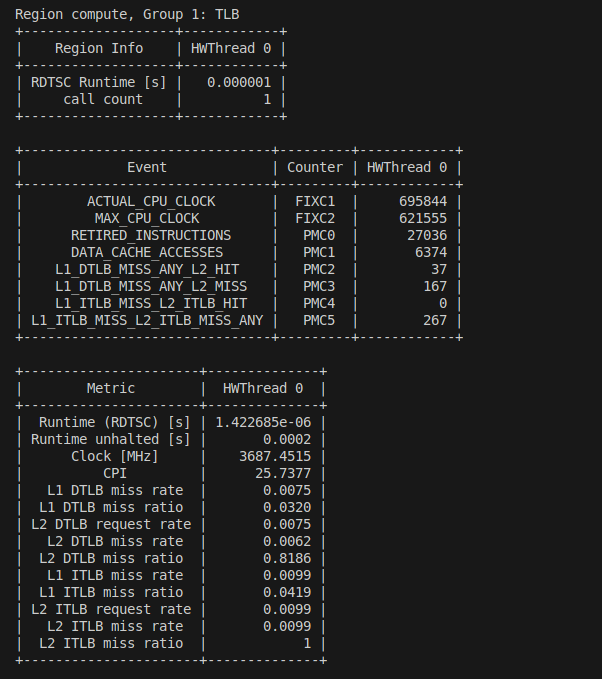 Region compute, Group 1: TLB
+-------------------+------------+
|    Region Info    | HWThread 0 |
+-------------------+------------+
| RDTSC Runtime [s] |   0.000001 |
|     call count    |          1 |
+-------------------+------------+

+-------------------------------+---------+------------+
|             Event             | Counter | HWThread 0 |
+-------------------------------+---------+------------+
|        ACTUAL_CPU_CLOCK       |  FIXC1  |     695844 |
|         MAX_CPU_CLOCK         |  FIXC2  |     621555 |
|      RETIRED_INSTRUCTIONS     |   PMC0  |      27036 |
|      DATA_CACHE_ACCESSES      |   PMC1  |       6374 |
|    L1_DTLB_MISS_ANY_L2_HIT    |   PMC2  |         37 |
|    L1_DTLB_MISS_ANY_L2_MISS   |   PMC3  |        167 |
|    L1_ITLB_MISS_L2_ITLB_HIT   |   PMC4  |          0 |
| L1_ITLB_MISS_L2_ITLB_MISS_ANY |   PMC5  |        267 |
+-------------------------------+---------+------------+

+----------------------+--------------+
|        Metric        |  HWThread 0  |
+----------------------+--------------+
|  Runtime (RDTSC) [s] | 1.422685e-06 |
| Runtime unhalted [s] |       0.0002 |
|      Clock [MHz]     |    3687.4515 |
|          CPI         |      25.7377 |
|   L1 DTLB miss rate  |       0.0075 |
|  L1 DTLB miss ratio  |       0.0320 |
| L2 DTLB request rate |       0.0075 |
|   L2 DTLB miss rate  |       0.0062 |
|  L2 DTLB miss ratio  |       0.8186 |
|   L1 ITLB miss rate  |       0.0099 |
|  L1 ITLB miss ratio  |       0.0419 |
| L2 ITLB request rate |       0.0099 |
|   L2 ITLB miss rate  |       0.0099 |
|  L2 ITLB miss ratio  |            1 |
+----------------------+--------------+